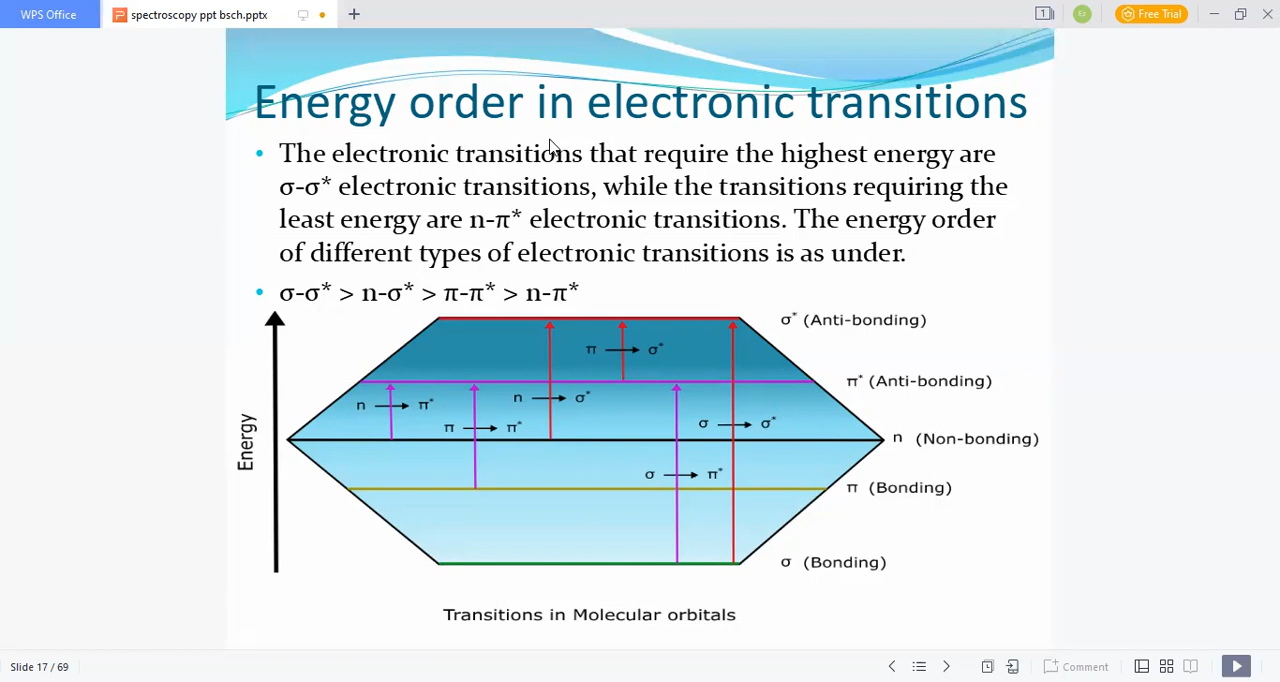 WPS Office
spectroscopy ppt bsch.pptx
1
Ez
Free Trial
Energy order in electronic transitions
• The electronic transitions that require the highest energy are
σ-σ* electronic transitions, while the transitions requiring the
least energy are n-π* electronic transitions. The energy order
of different types of electronic transitions is as under.
• σ-σ* > n-σ* > π-π* > n-π*
σ* (Anti-bonding)
π → σ*
π* (Anti-bonding)
n → π*
n → σ*
π → π*
σ → σ*
Energy
n (Non-bonding)
σ → π*
π (Bonding)
σ (Bonding)
Transitions in Molecular orbitals
Slide 17 / 69
Comment